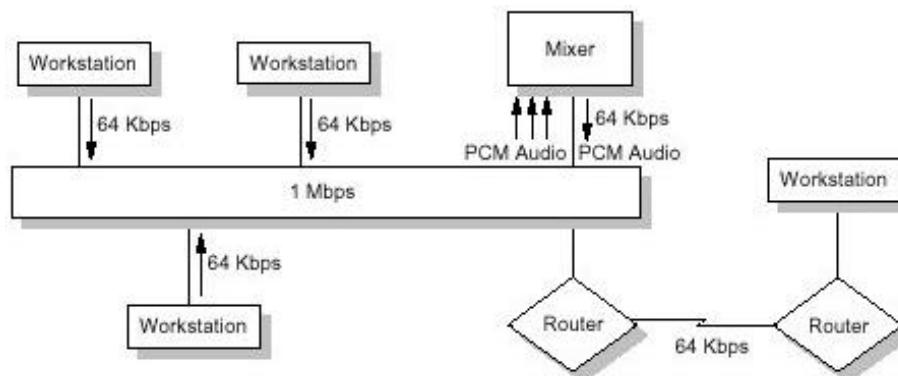 Workstation
Workstation
Mixer
64 Kbps
64 Kbps
64 Kbps
PCM Audio
PCM Audio
1 Mbps
Workstation
64 Kbps
Workstation
Router
Router
64 Kbps